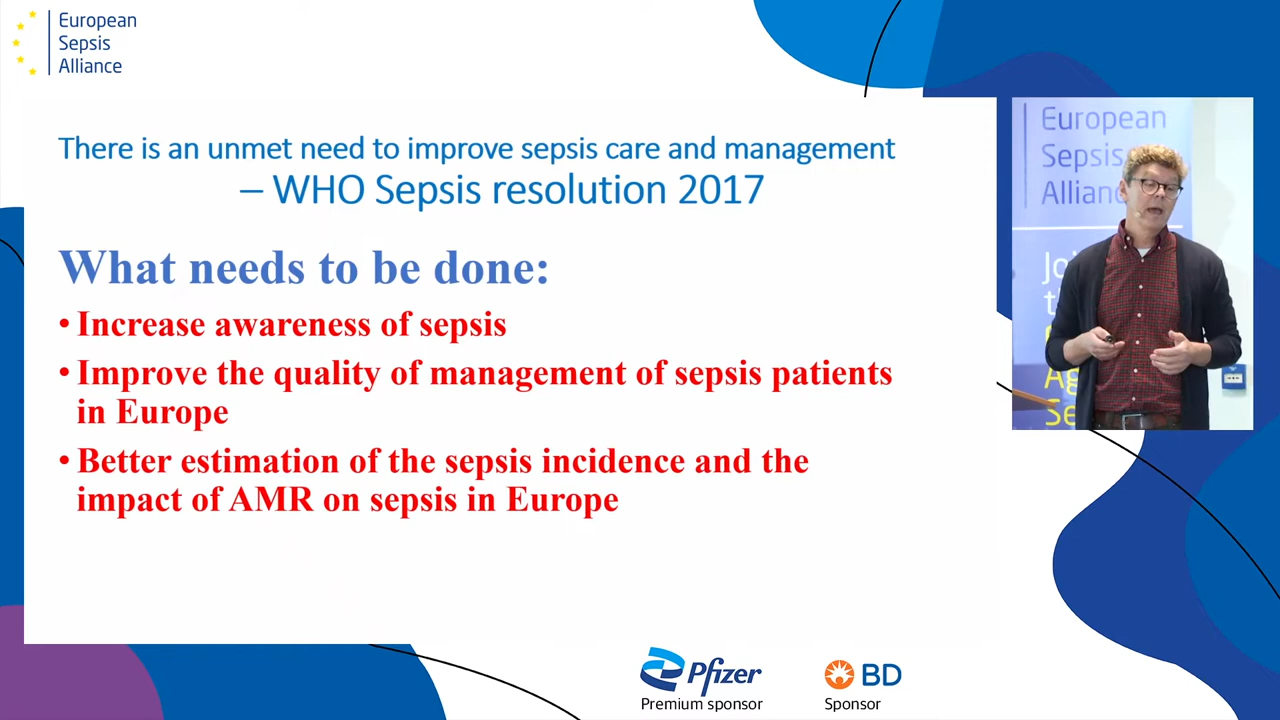 European
Sepsis
Alliance
There is an unmet need to improve sepsis care and management
– WHO Sepsis resolution 2017
What needs to be done:
• Increase awareness of sepsis
• Improve the quality of management of sepsis patients
in Europe
• Better estimation of the sepsis incidence and the
impact of AMR on sepsis in Europe
European
Sepsis
Pfizer
Premium sponsor
BD
Sponsor